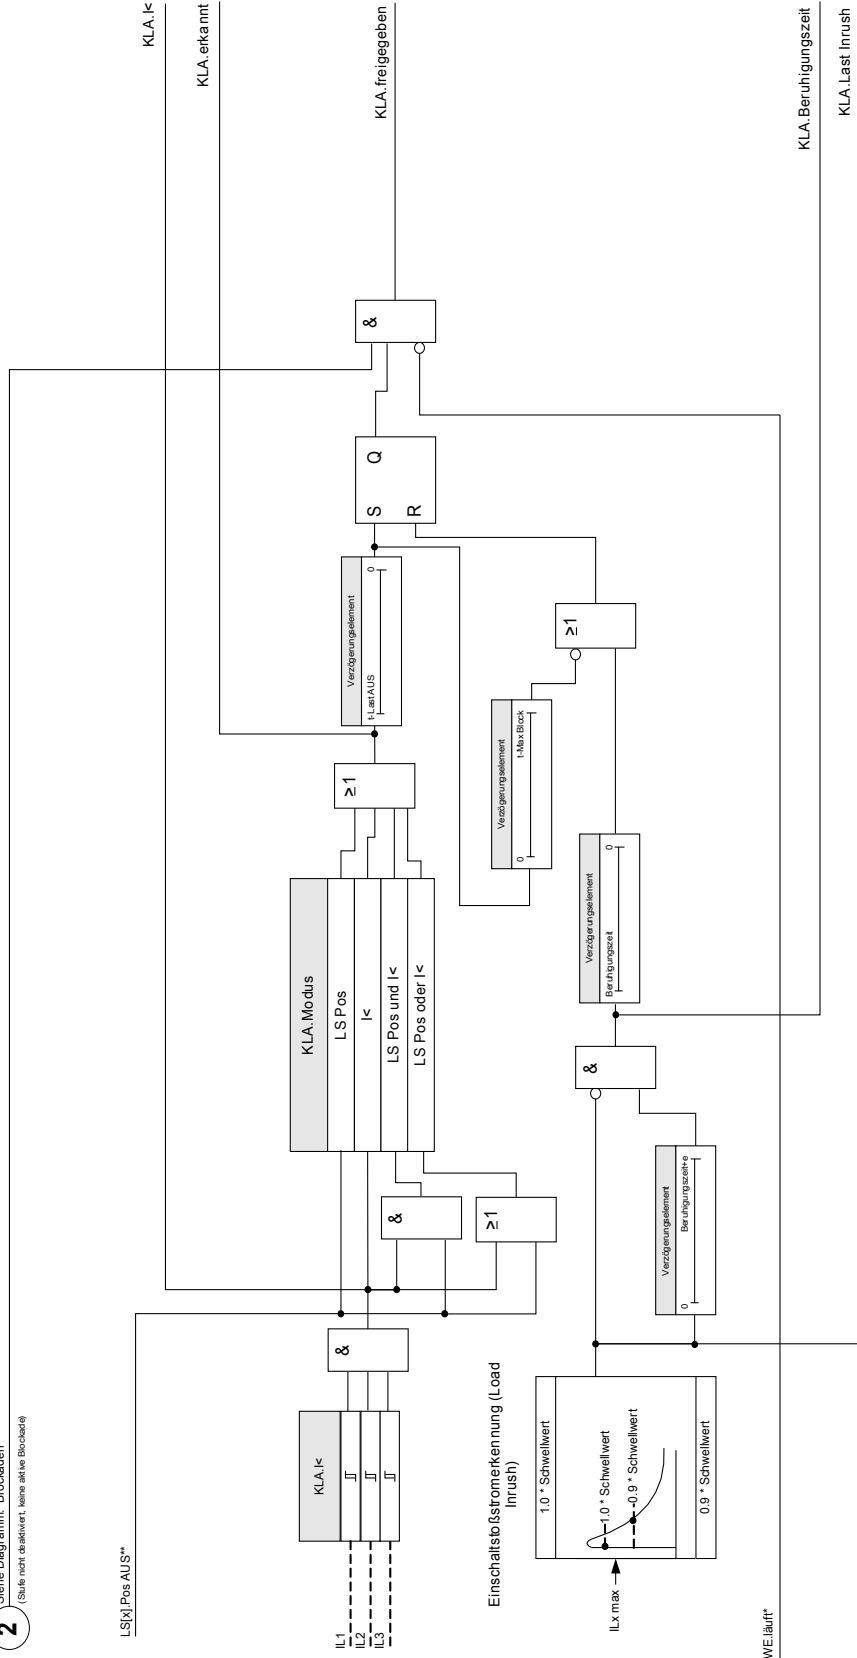 2
Siehe Diagramm: Blockaden
(Stufe nicht deaktiviert, keine aktive Blockade)
LS[x].Pos AUS**
KLA.I<
KLA.erkannt
KLA.freigegeben
KLA.Beruhigungszeit
KLA.Last Inrush
IL1
IL2
IL3
KLA.I<
&
&
≥1
KLA.Modus
LS Pos
I<
LS Pos und I<
LS Pos oder I<
≥1
Verzögerungselement
t-LastAUS
0
S
Q
R
&
Verzögerungselement
0
t-Max Block
≥1
Einschaltstoßstromerkennung (Load
Inrush)
ILx max
1.0 * Schwellwert
1.0 * Schwellwert
0.9 * Schwellwert
0.9 * Schwellwert
Verzögerungselement
0
Beruhigungszeit+e
&
Verzögerungselement
Beruhigungszeit
0
WE.läuft*